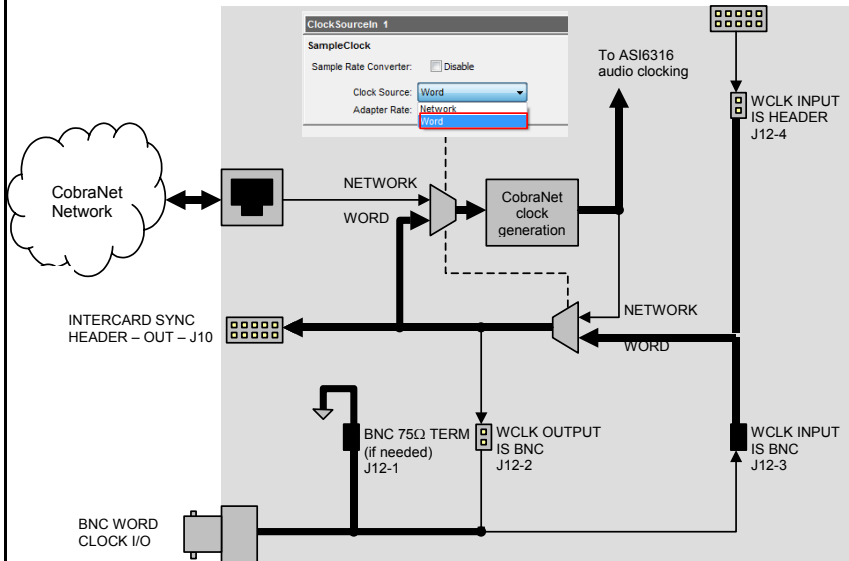 ClockSourceIn 1
SampleClock
Sample Rate Converter: Disable
Clock Source: Word
Adapter Rate: Network
Word
To ASI6316
audio clocking
WCLK INPUT
IS HEADER
J12-4
CobraNet
Network
NETWORK
WORD
CobraNet
clock
generation
INTERCARD SYNC
HEADER – OUT – J10
NETWORK
WORD
BNC 75Ω TERM
(if needed)
J12-1
WCLK OUTPUT
IS BNC
J12-2
WCLK INPUT
IS BNC
J12-3
BNC WORD
CLOCK I/O